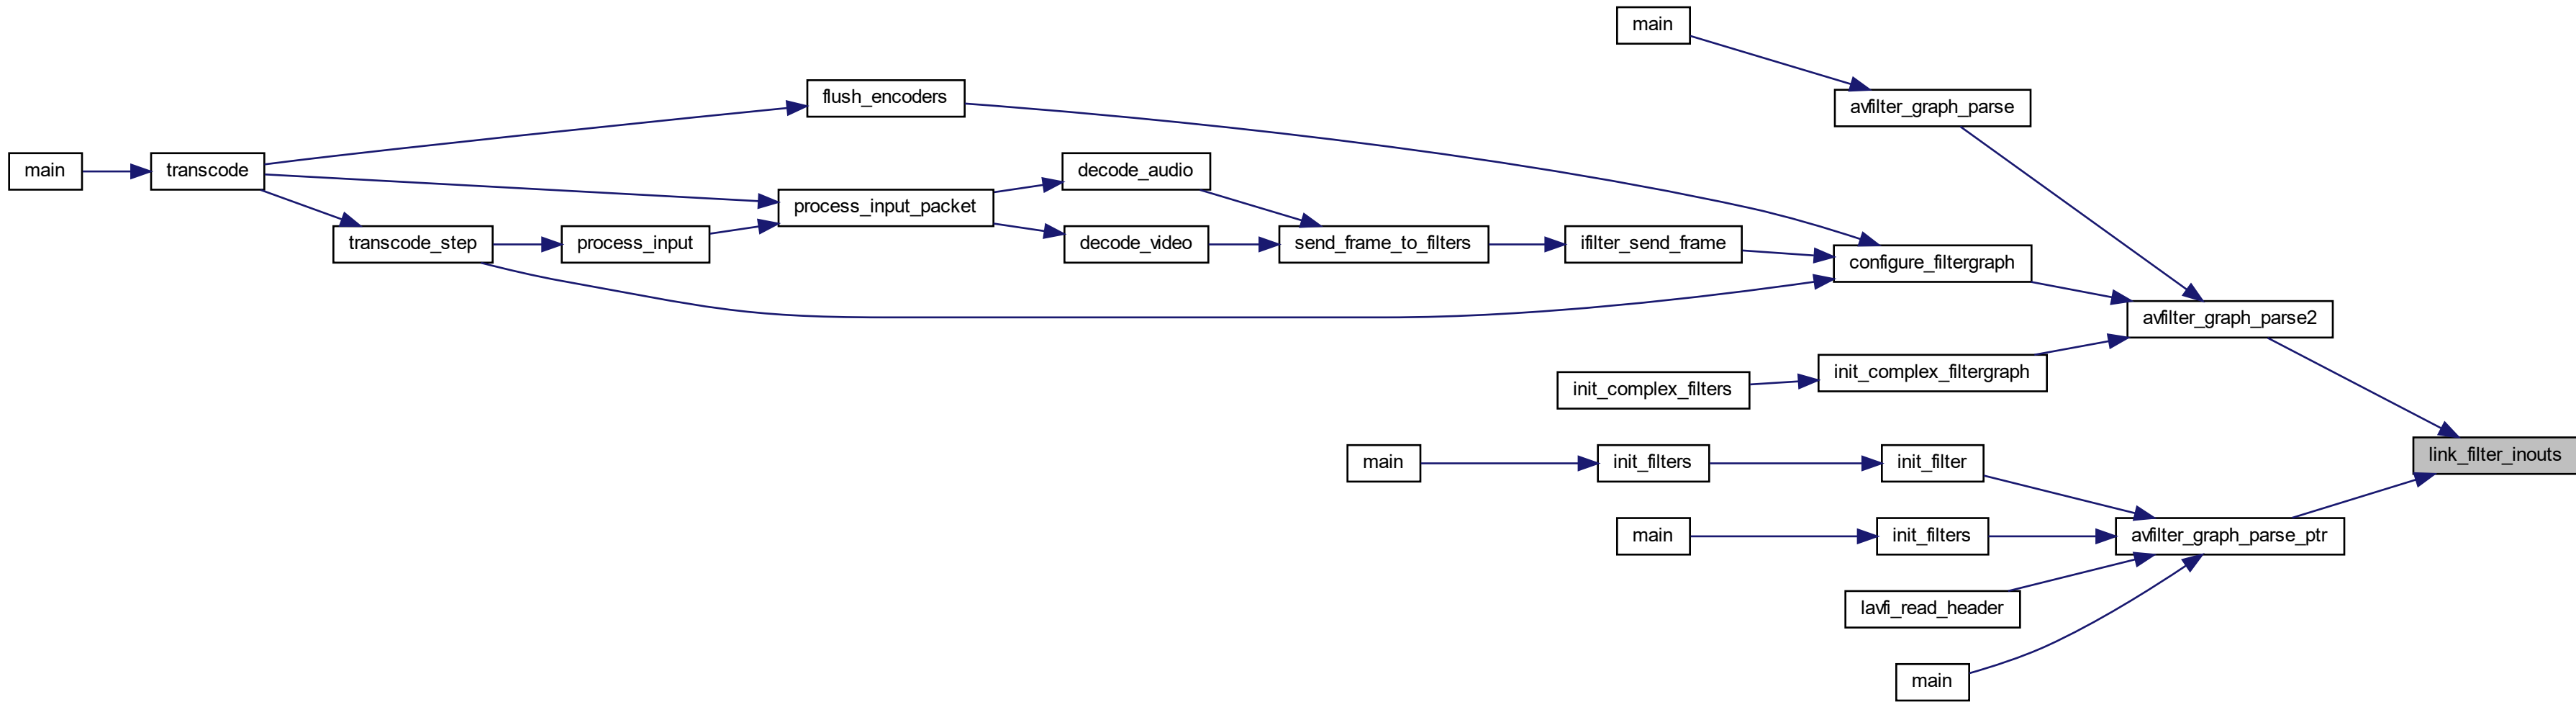 main
avfilter_graph_parse
flush_encoders
main
transcode
decode_audio
process_input_packet
transcode_step
process_input
decode_video
send_frame_to_filters
ifilter_send_frame
configure_filtergraph
avfilter_graph_parse2
init_complex_filtergraph
init_complex_filters
link_filter_inouts
main
init_filters
init_filter
main
init_filters
avfilter_graph_parse_ptr
lavfi_read_header
main